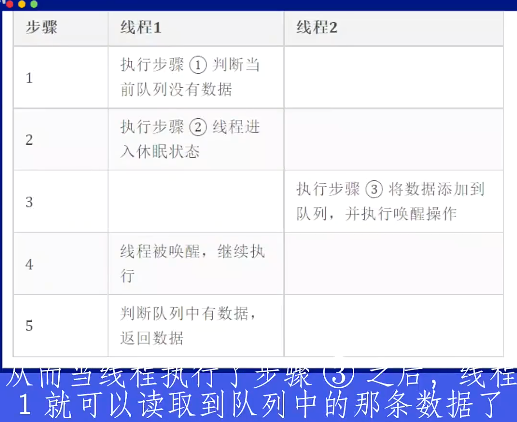 步骤 线程1 线程2
1 执行步骤 ① 判断当
前队列没有数据
2 执行步骤 ② 线程进
入休眠状态
3 执行步骤 ③ 将数据添加到
队列，并执行唤醒操作
4 线程被唤醒，继续执
行
5 判断队列中有数据，
返回数据
从而当线程执行了步骤 ③ 之后，线程
1 就可以读取到队列中的那条数据了